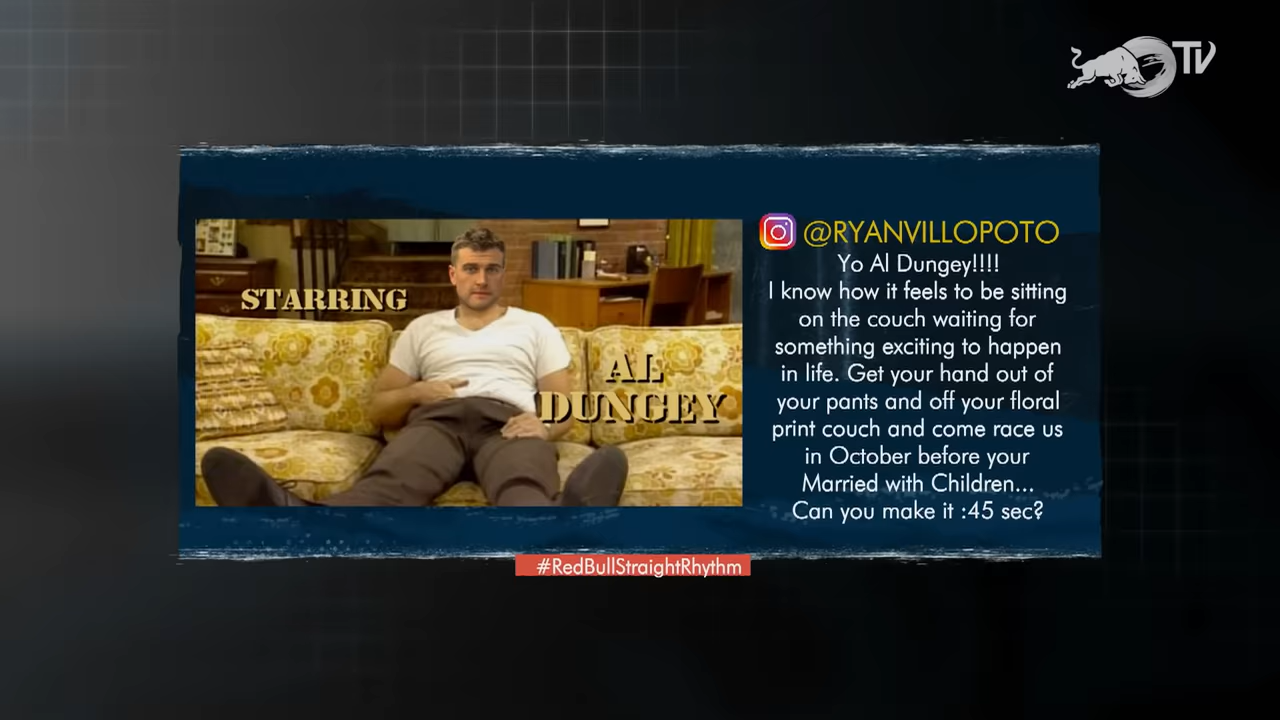 TV
@RYANVILLOPOTO
Yo Al Dungey!!!!
I know how it feels to be sitting
on the couch waiting for
something exciting to happen
in life. Get your hand out of
your pants and off your floral
print couch and come race us
in October before your
Married with Children...
Can you make it :45 sec?
STARRING
AL
DUNGEY
#RedBullStraightRhythm